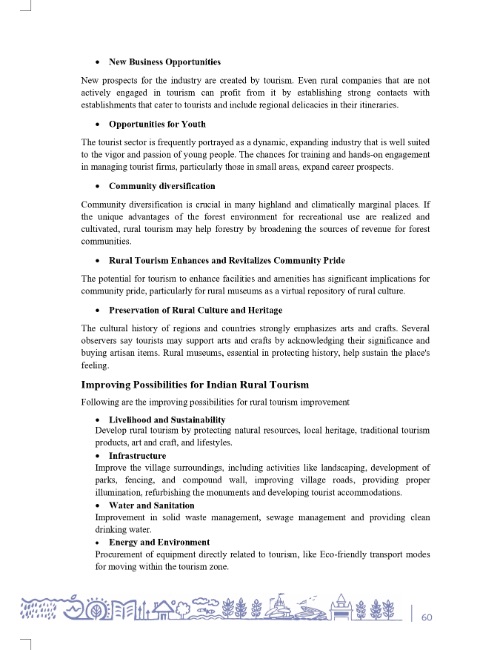 • New Business Opportunities
New prospects for the industry are created by tourism. Even rural companies that are not
actively engaged in tourism can profit from it by establishing strong contacts with
establishments that cater to tourists and include regional delicacies in their itineraries.
• Opportunities for Youth
The tourist sector is frequently portrayed as a dynamic, expanding industry that is well suited
to the vigor and passion of young people. The chances for training and hands-on engagement
in managing tourist firms, particularly those in small areas, expand career prospects.
• Community diversification
Community diversification is crucial in many highland and climatically marginal places. If
the unique advantages of the forest environment for recreational use are realized and
cultivated, rural tourism may help forestry by broadening the sources of revenue for forest
communities.
• Rural Tourism Enhances and Revitalizes Community Pride
The potential for tourism to enhance facilities and amenities has significant implications for
community pride, particularly for rural museums as a virtual repository of rural culture.
• Preservation of Rural Culture and Heritage
The cultural history of regions and countries strongly emphasizes arts and crafts. Several
observers say tourists may support arts and crafts by acknowledging their significance and
buying artisan items. Rural museums, essential in protecting history, help sustain the place's
feeling.
Improving Possibilities for Indian Rural Tourism
Following are the improving possibilities for rural tourism improvement
• Livelihood and Sustainability
Develop rural tourism by protecting natural resources, local heritage, traditional tourism
products, art and craft, and lifestyles.
• Infrastructure
Improve the village surroundings, including activities like landscaping, development of
parks, fencing, and compound wall, improving village roads, providing proper
illumination, refurbishing the monuments and developing tourist accommodations.
• Water and Sanitation
Improvement in solid waste management, sewage management and providing clean
drinking water.
• Energy and Environment
Procurement of equipment directly related to tourism, like Eco-friendly transport modes
for moving within the tourism zone.
60